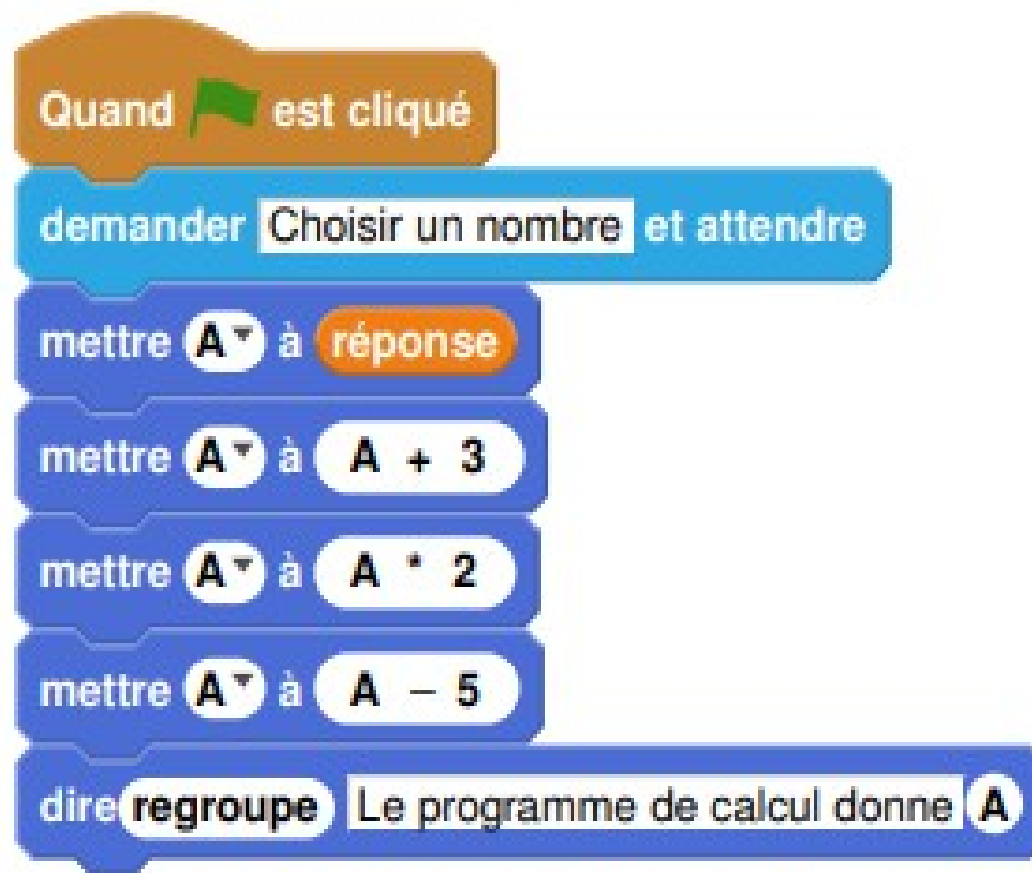 Quand est cliqué
demander Choisir un nombre et attendre
mettre A à réponse
mettre A à A + 3
mettre A à A * 2
mettre A à A − 5
dire regroupe Le programme de calcul donne A